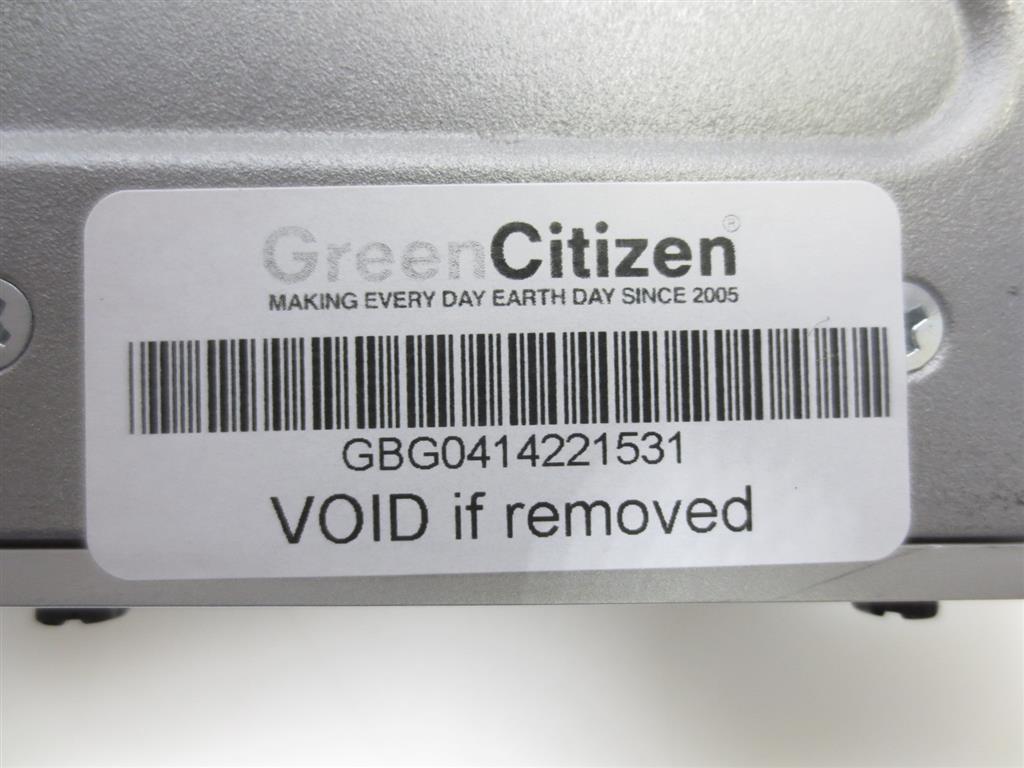 GreenCitizen®
MAKING EVERY DAY EARTH DAY SINCE 2005
GBG0414221531
VOID if removed